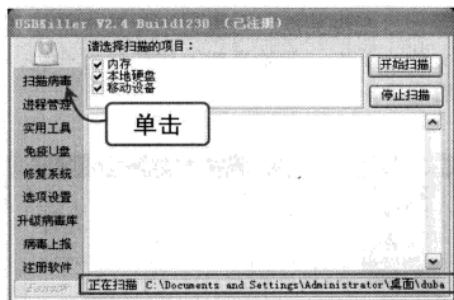 USBKiller V2.4 Build1230 （已注册）
请选择扫描的项目：
内存
本地硬盘
移动设备
开始扫描
停止扫描
扫描病毒
进程管理
单击
实用工具
免疫U盘
修复系统
选项设置
升级病毒库
病毒上报
注册软件
正在扫描 C:\Documents and Settings\Administrator\桌面\duba